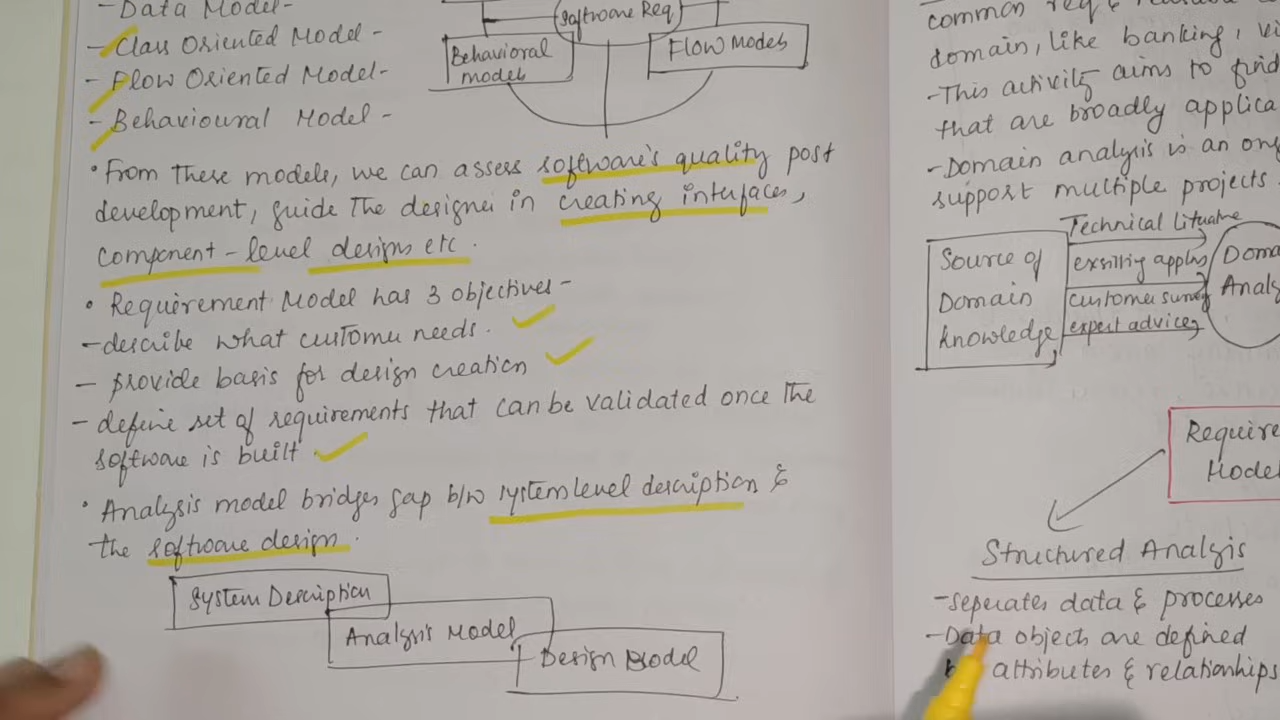 - Data Model -
- Class Oriented Model -
- Flow Oriented Model -
- Behavioural Model -
Software Req
Behavioral
models
Flow Models
• From these models, we can assess software's quality post
development, guide the designer in creating interfaces,
component-level designs etc.
• Requirement Model has 3 objectives -
- describe what customer needs.
- provide basis for design creation
- define set of requirements that can be validated once the
software is built
• Analysis model bridges gap b/w system level description &
the software design.
System Description
Analysis Model
Design Model
common req
domain, like banking,
- This activity aims to find
that are broadly applica
- Domain analysis is an on
support multiple projects.
Source of
Domain
knowledge
Technical Lituatre
exsiting applns
customer survey
expert advice
Doma
Analy
Require
Model
Structured Analysis
- seperates data & processes
- Data objects are defined
attributes & relationships